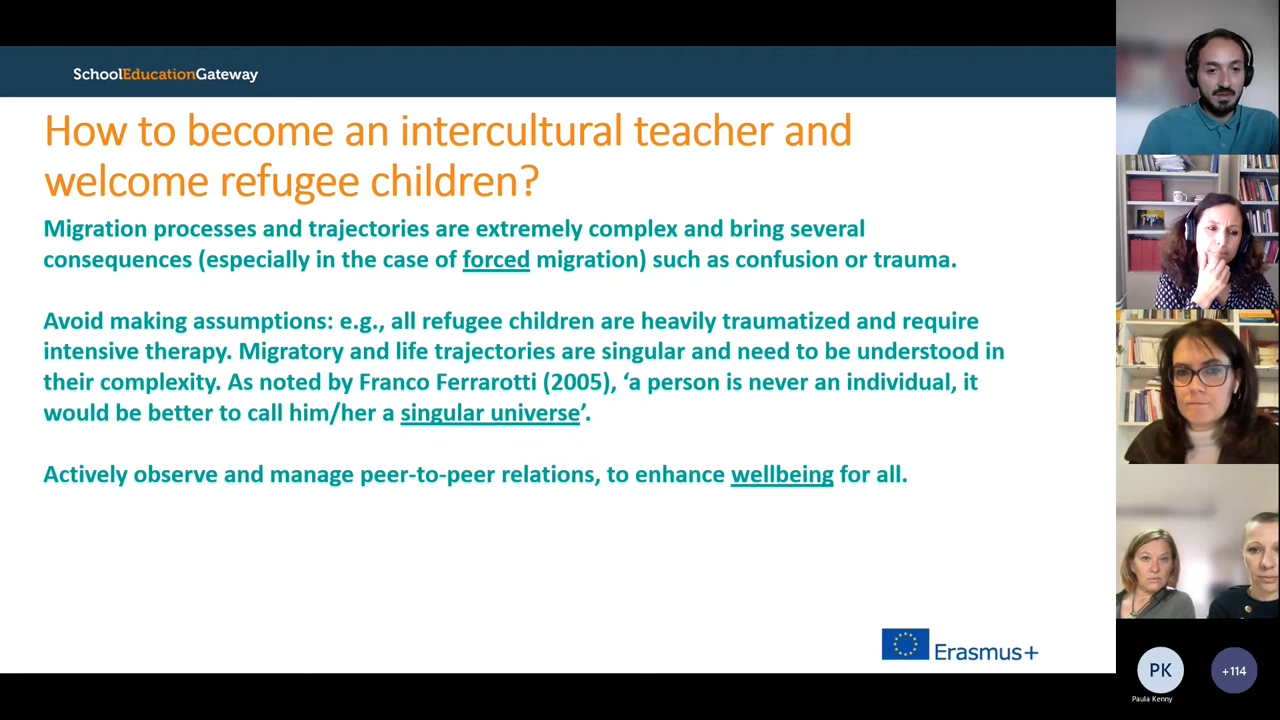 SchoolEducationGateway
How to become an intercultural teacher and
welcome refugee children?
Migration processes and trajectories are extremely complex and bring several
consequences (especially in the case of forced migration) such as confusion or trauma.
Avoid making assumptions: e.g., all refugee children are heavily traumatized and require
intensive therapy. Migratory and life trajectories are singular and need to be understood in
their complexity. As noted by Franco Ferrarotti (2005), ‘a person is never an individual, it
would be better to call him/her a singular universe’.
Actively observe and manage peer-to-peer relations, to enhance wellbeing for all.
Erasmus+
PK
Paula Kenny
+114